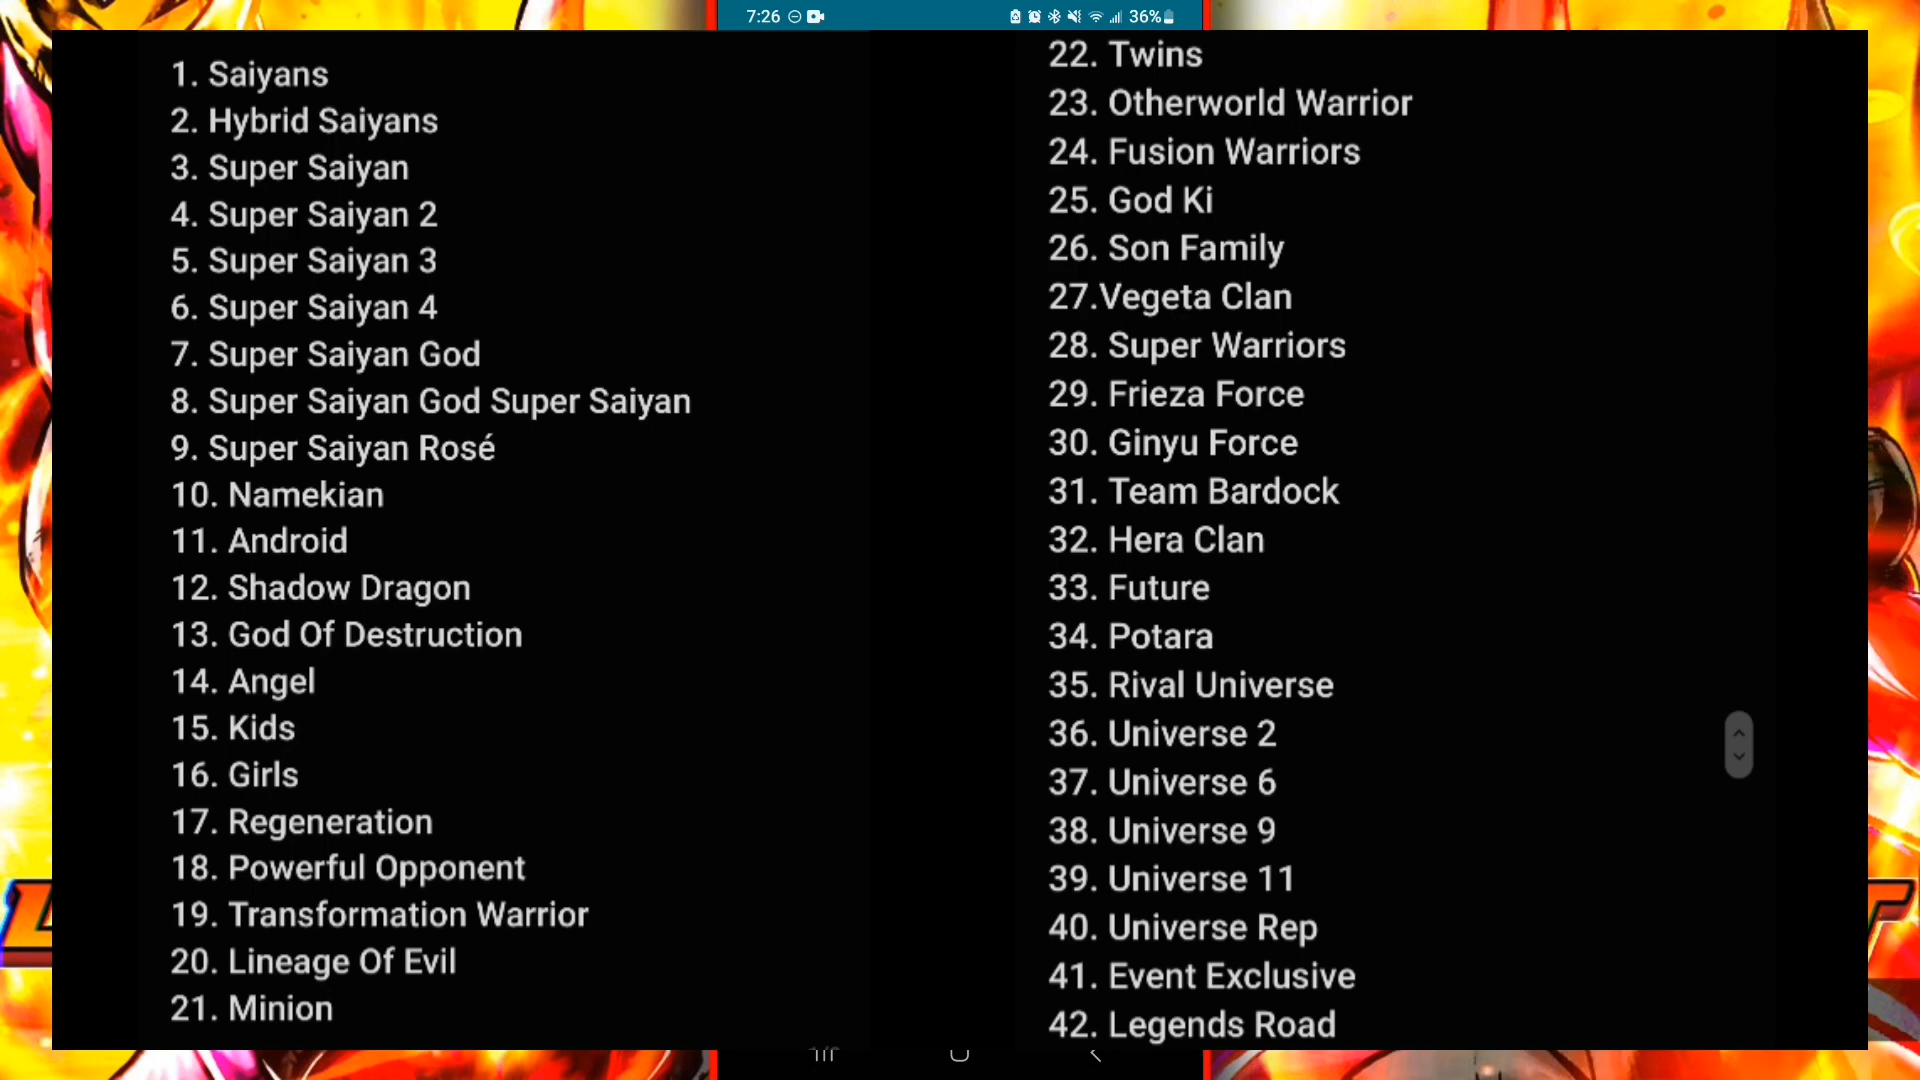 7:26
36%
1. Saiyans
2. Hybrid Saiyans
3. Super Saiyan
4. Super Saiyan 2
5. Super Saiyan 3
6. Super Saiyan 4
7. Super Saiyan God
8. Super Saiyan God Super Saiyan
9. Super Saiyan Rosé
10. Namekian
11. Android
12. Shadow Dragon
13. God Of Destruction
14. Angel
15. Kids
16. Girls
17. Regeneration
18. Powerful Opponent
19. Transformation Warrior
20. Lineage Of Evil
21. Minion
22. Twins
23. Otherworld Warrior
24. Fusion Warriors
25. God Ki
26. Son Family
27.Vegeta Clan
28. Super Warriors
29. Frieza Force
30. Ginyu Force
31. Team Bardock
32. Hera Clan
33. Future
34. Potara
35. Rival Universe
36. Universe 2
37. Universe 6
38. Universe 9
39. Universe 11
40. Universe Rep
41. Event Exclusive
42. Legends Road